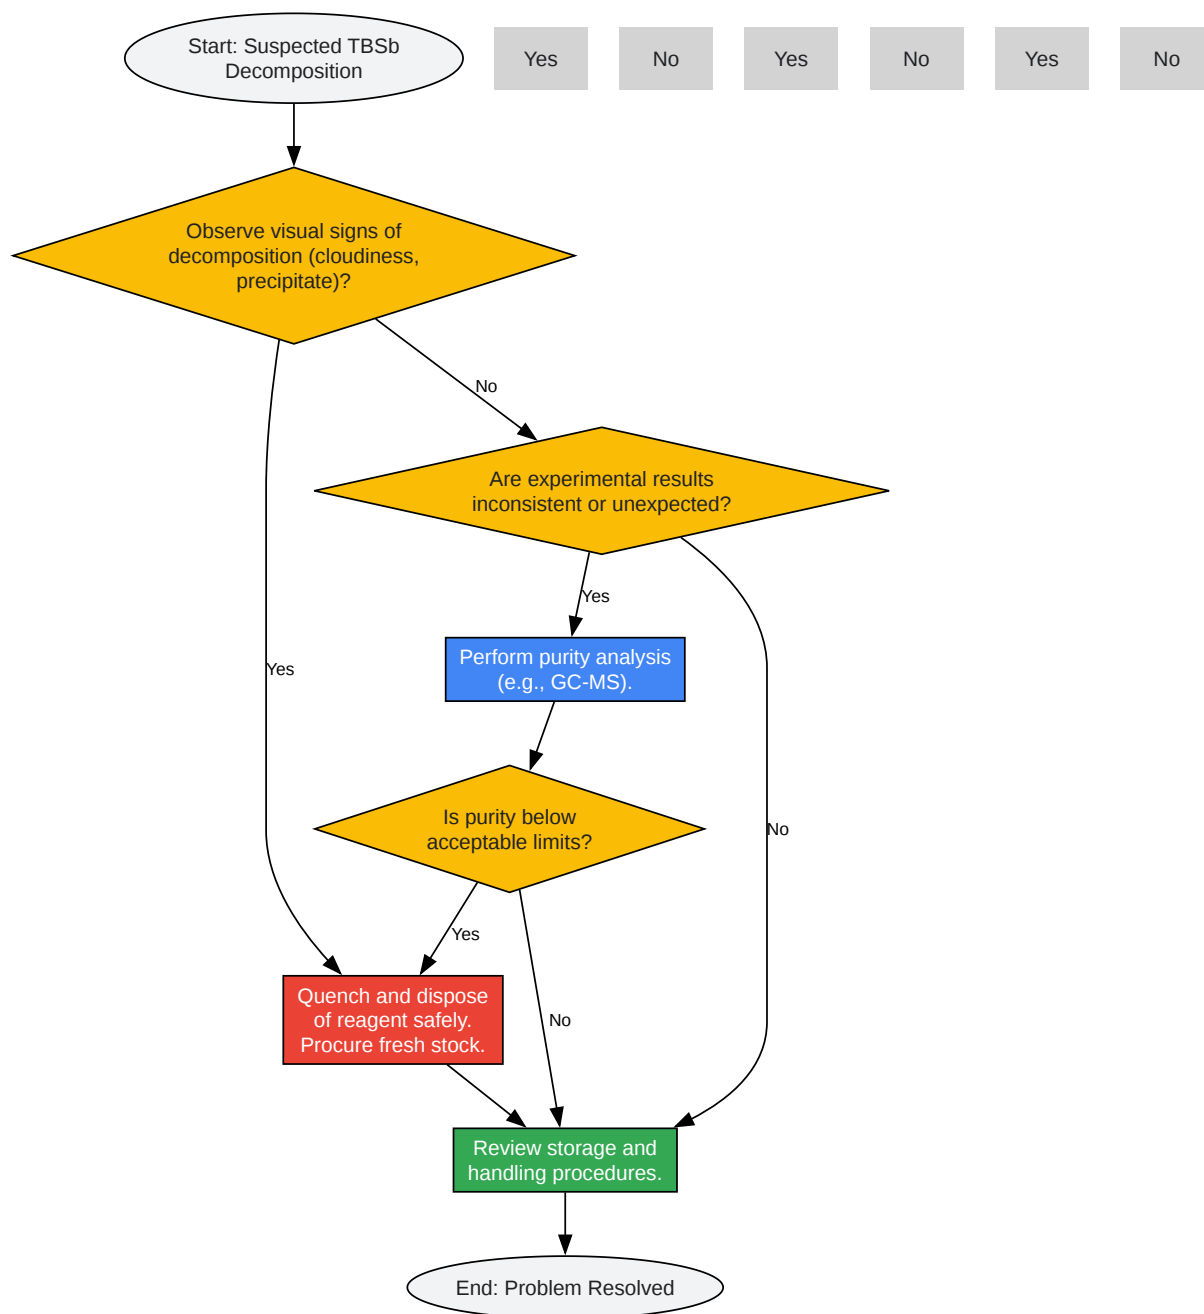 Start: Suspected TBSb
Decomposition
Yes
No
Yes
No
Yes
No
Observe visual signs of
decomposition (cloudiness,
precipitate)?
No
Are experimental results
inconsistent or unexpected?
Yes
Perform purity analysis
(e.g., GC-MS).
Yes
Is purity below
acceptable limits?
No
Yes
Quench and dispose
of reagent safely.
Procure fresh stock.
No
Review storage and
handling procedures.
End: Problem Resolved